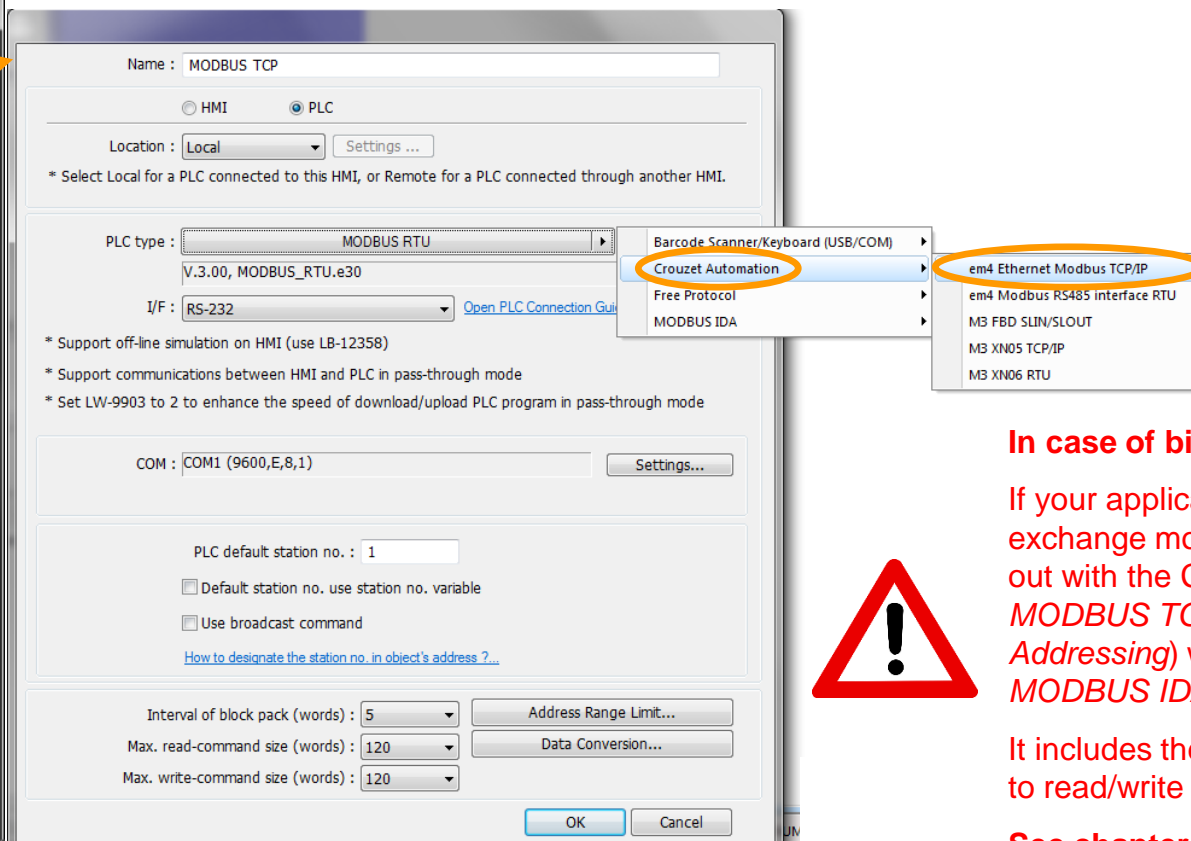 Name : MODBUS TCP
HMI PLC
Location : Local Settings ...
* Select Local for a PLC connected to this HMI, or Remote for a PLC connected through another HMI.
PLC type : MODBUS RTU
V.3.00, MODBUS_RTU.e30
I/F : RS-232 Open PLC Connection
* Support off-line simulation on HMI (use LB-12358)
* Support communications between HMI and PLC in pass-through mode
* Set LW-9903 to 2 to enhance the speed of download/upload PLC program in pass-through mode
COM : COM1 (9600,E,8,1) Settings...
PLC default station no. : 1
Default station no. use station no. variable
Use broadcast command
How to designate the station no. in object's address ?...
Interval of block pack (words) : 5 Address Range Limit...
Max. read-command size (words) : 120 Data Conversion...
Max. write-command size (words) : 120
OK Cancel
Barcode Scanner/Keyboard (USB/COM)
Crouzet Automation
Free Protocol
MODBUS IDA
em4 Ethernet Modbus TCP/IP
em4 Modbus RS485 interface RTU
M3 FBD SLIN/SLOUT
M3 XN05 TCP/IP
M3 XN06 RTU
In case of
If your
exchange
out with the
MODBUS
Addressing)
MODBUS
It includes
to read/write
See chapter